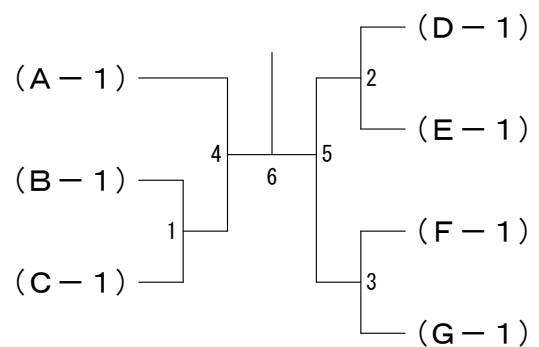 （A－1）
（B－1）
（C－1）
1
4
6
5
2
3
（D－1）
（E－1）
（F－1）
（G－1）